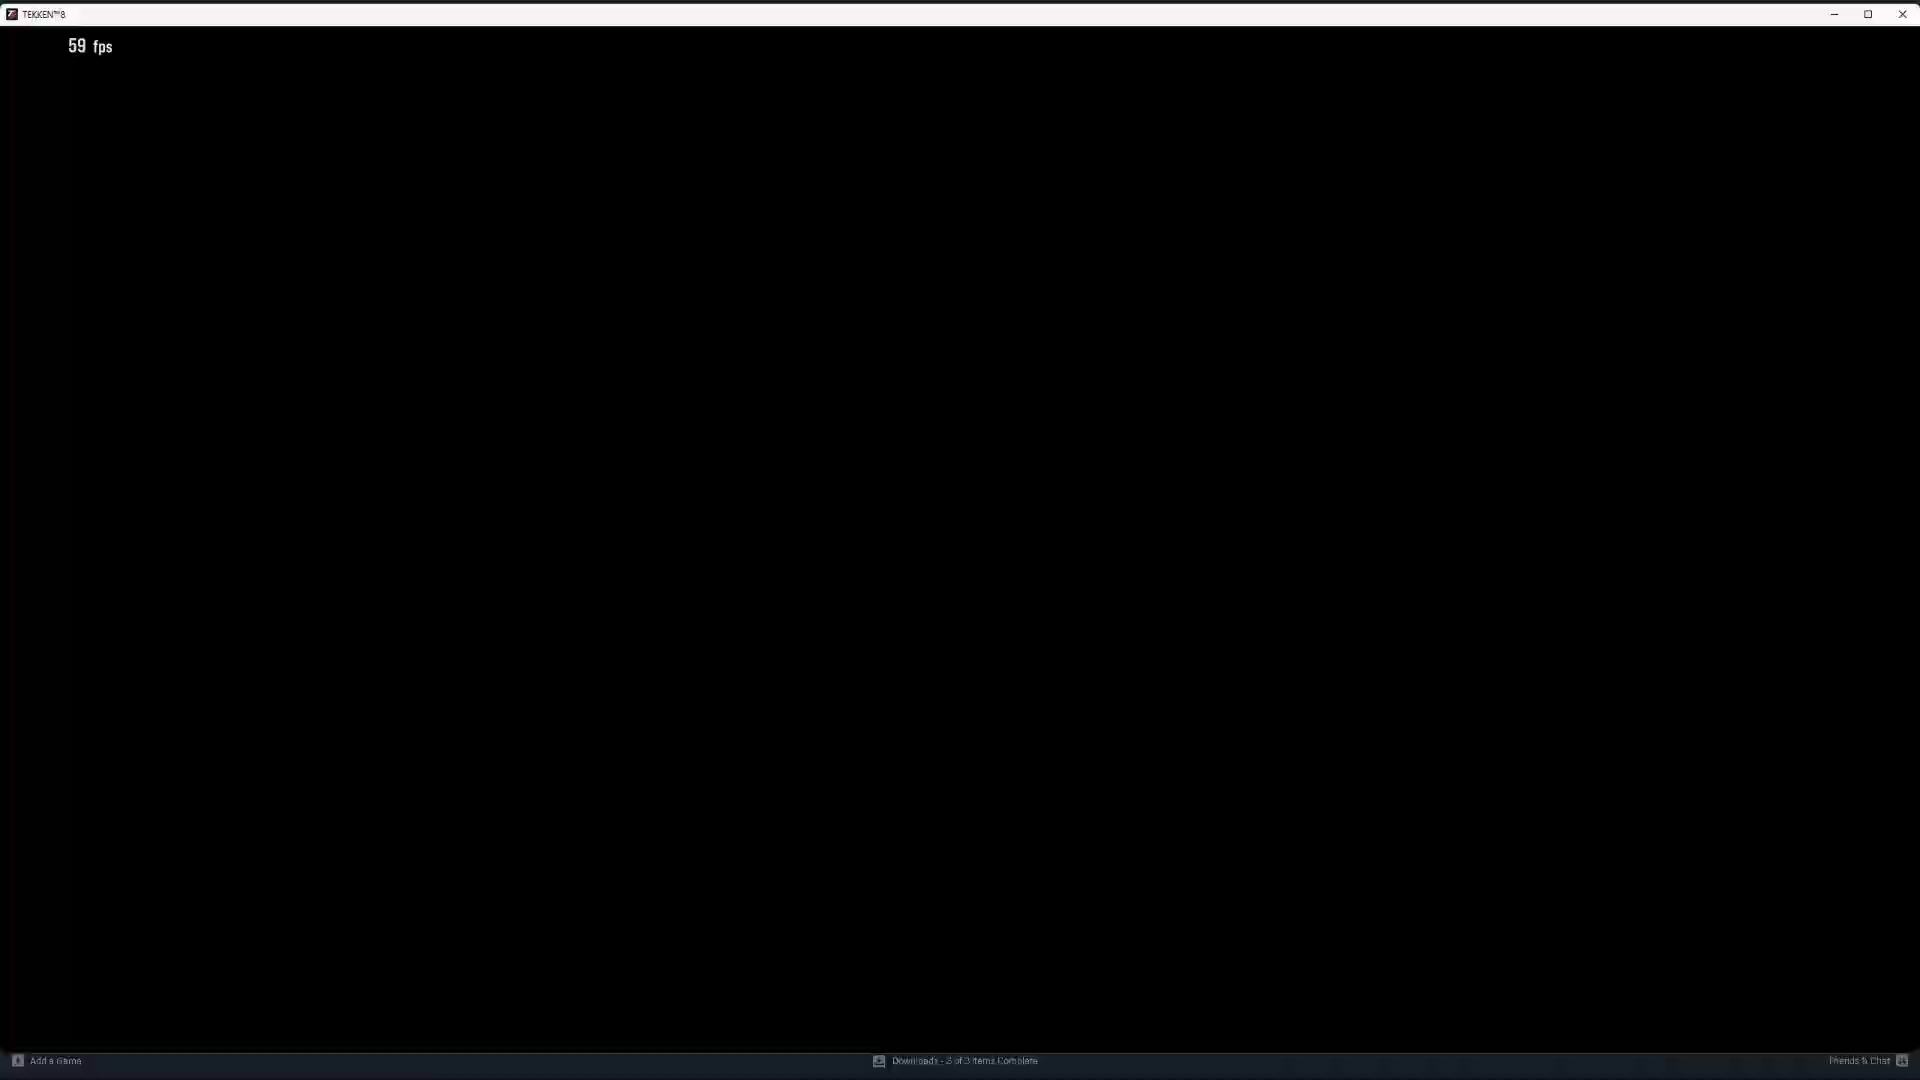 TEKKEN™8
59 fps
Add a Game
Downloads - 3 of 3 Items Complete
Friends & Chat